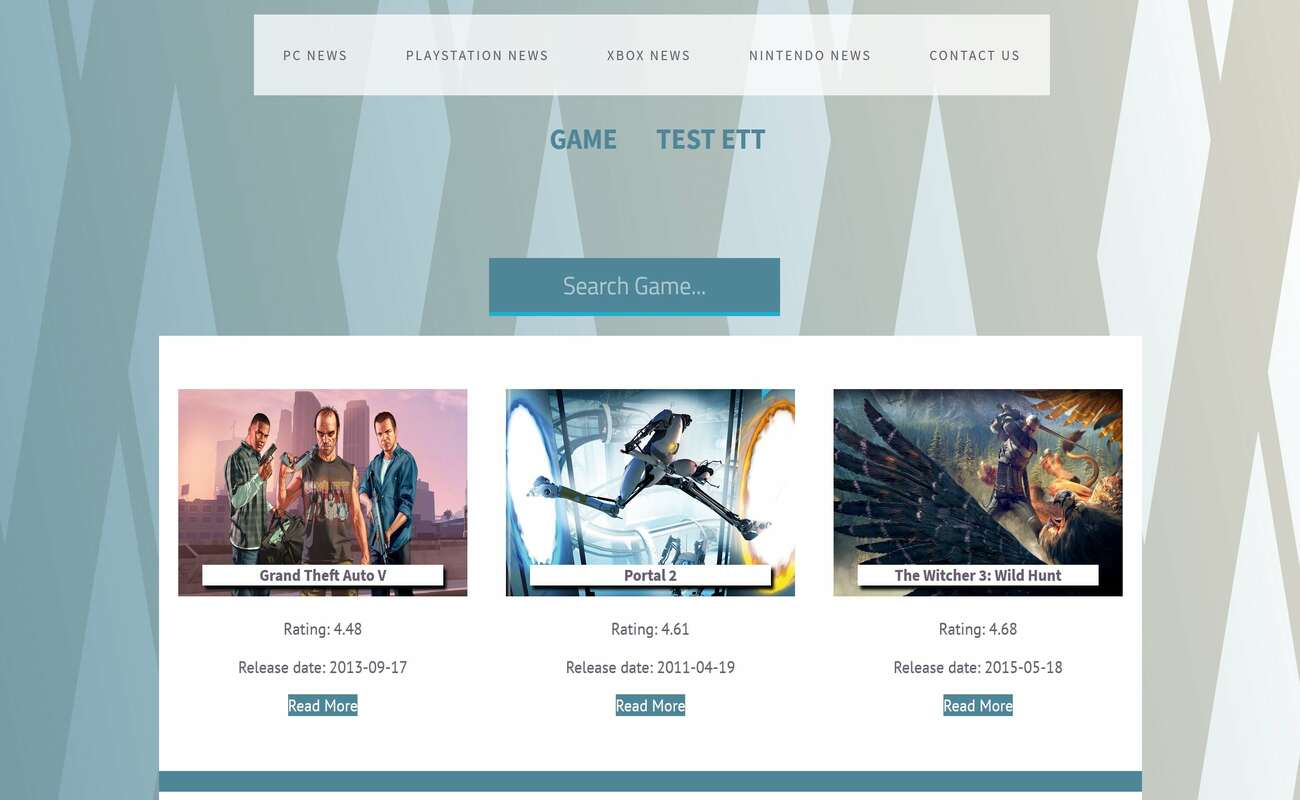 PC NEWS PLAYSTATION NEWS XBOX NEWS NINTENDO NEWS CONTACT US
GAME TEST ETT
Search Game...
Grand Theft Auto V Portal 2 The Witcher 3: Wild Hunt
Rating: 4.48 Rating: 4.61 Rating: 4.68
Release date: 2013-09-17 Release date: 2011-04-19 Release date: 2015-05-18
Read More Read More Read More